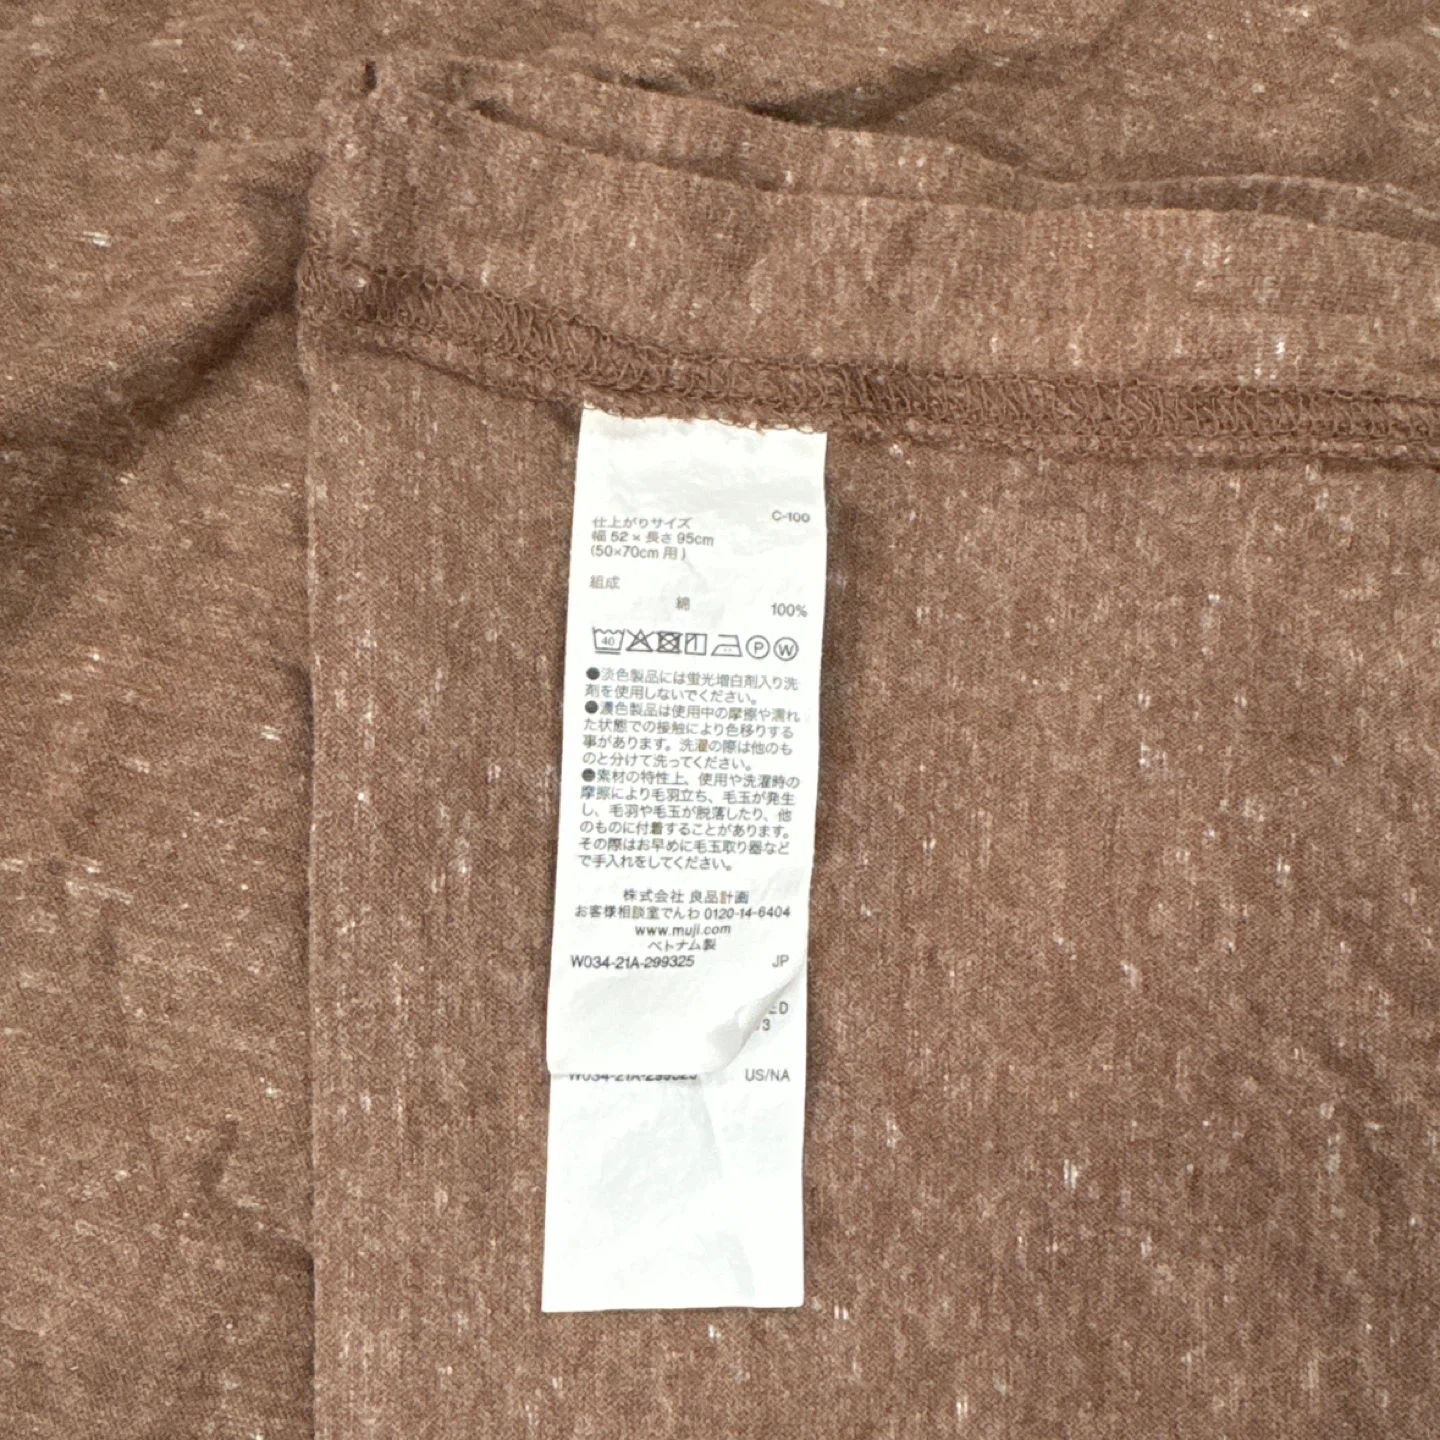 仕上がりサイズ C-100
幅 52 × 長さ 95cm
(50×70cm 用)
組成
綿 100%
40 P W
●淡色製品には蛍光増白剤入り洗
剤を使用しないでください。
●濃色製品は使用中の摩擦や濡れ
た状態での接触により色移りする
事があります。洗濯の際は他のも
のと分けて洗ってください。
●素材の特性上、使用や洗濯時の
摩擦により毛羽立ち、毛玉が発生
し、毛羽や毛玉が脱落したり、他
のものに付着することがあります。
その際はお早めに毛玉取り器など
で手入れをしてください。
株式会社 良品計画
お客様相談室でんわ 0120-14-6404
www.muji.com
ベトナム製
W034-21A-299325 JP
ED
3
W034-21A-299325 US/NA